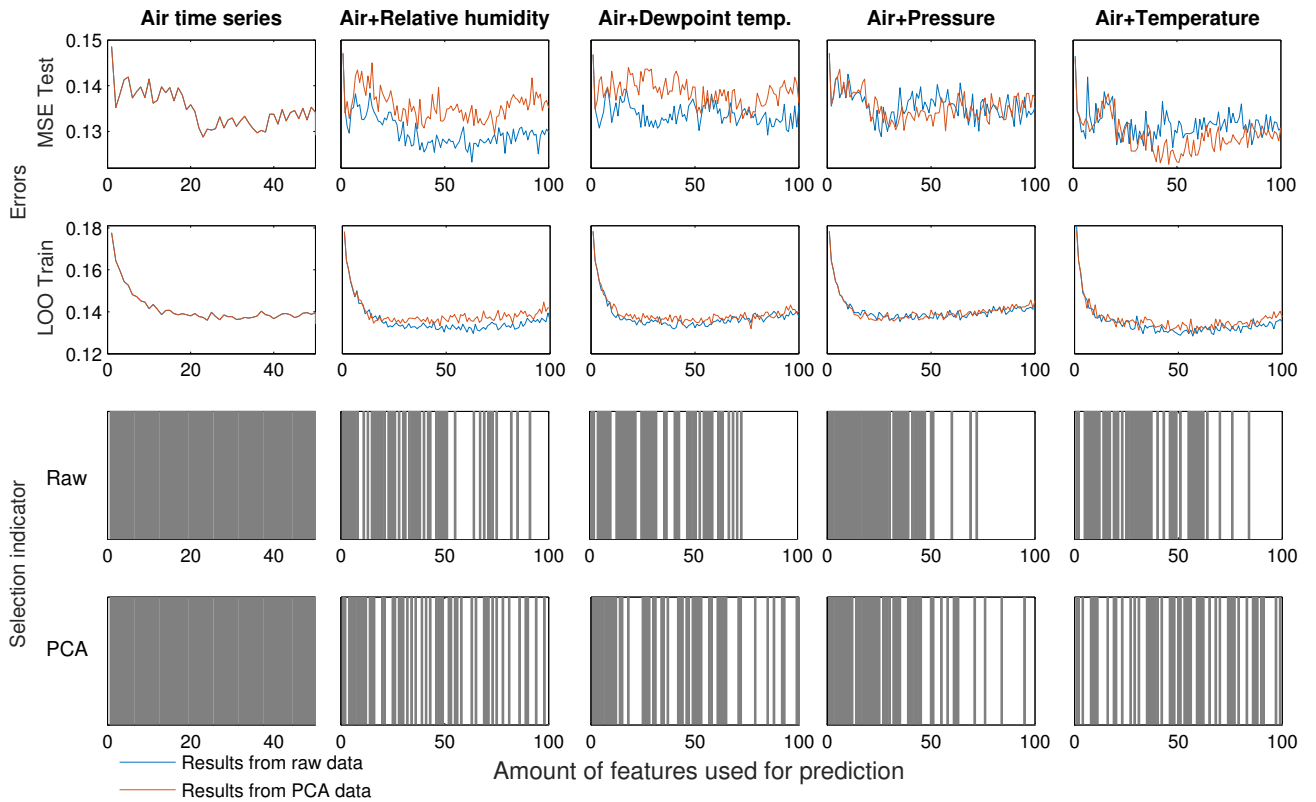 Air time series
Air+Relative humidity
Air+Dewpoint temp.
Air+Pressure
Air+Temperature
Errors
MSE Test
0.15
0.14
0.13
0 20 40
0 50 100
0 50 100
0 50 100
0 50 100
LOO Train
0.18
0.16
0.14
0.12
0 20 40
0 50 100
0 50 100
0 50 100
0 50 100
Selection indicator
Raw
0 20 40
0 50 100
0 50 100
0 50 100
0 50 100
PCA
0 20 40
0 50 100
0 50 100
0 50 100
0 50 100
Results from raw data
Results from PCA data
Amount of features used for prediction